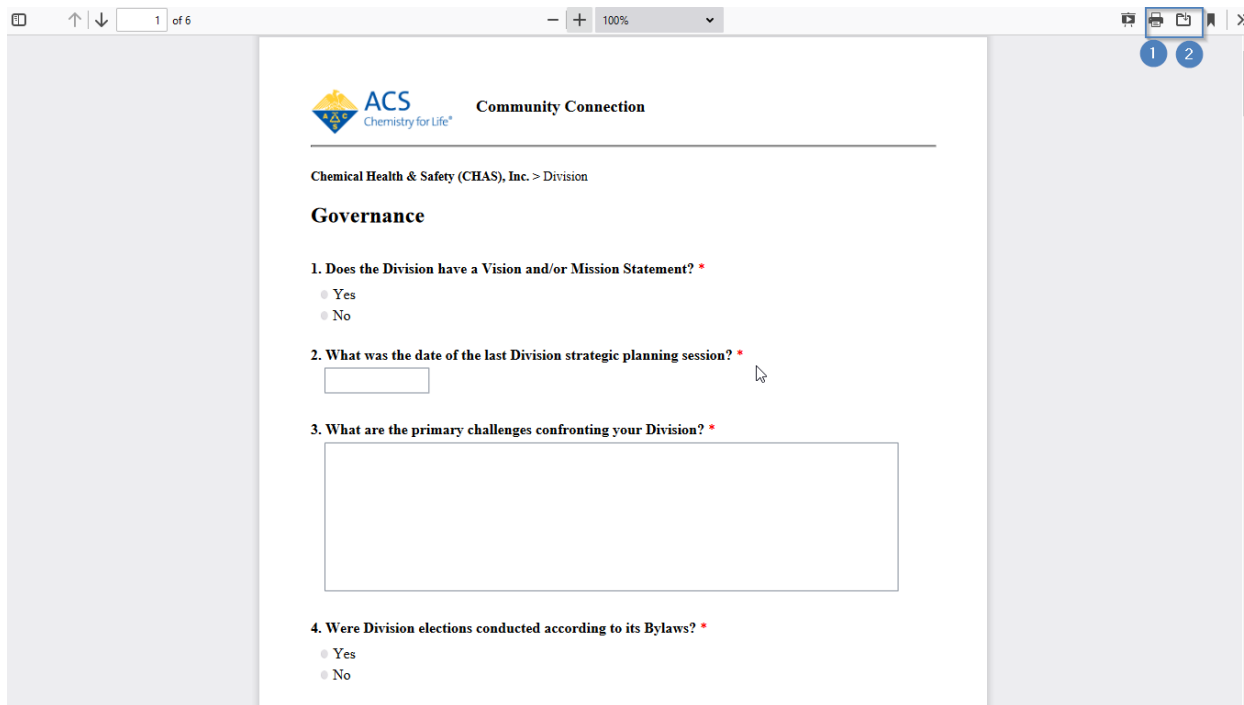 1 of 6
100%
1 2
ACS
Chemistry for Life®
Community Connection
Chemical Health & Safety (CHAS), Inc. > Division
Governance
1. Does the Division have a Vision and/or Mission Statement? *
Yes
No
2. What was the date of the last Division strategic planning session? *
3. What are the primary challenges confronting your Division? *
4. Were Division elections conducted according to its Bylaws? *
Yes
No